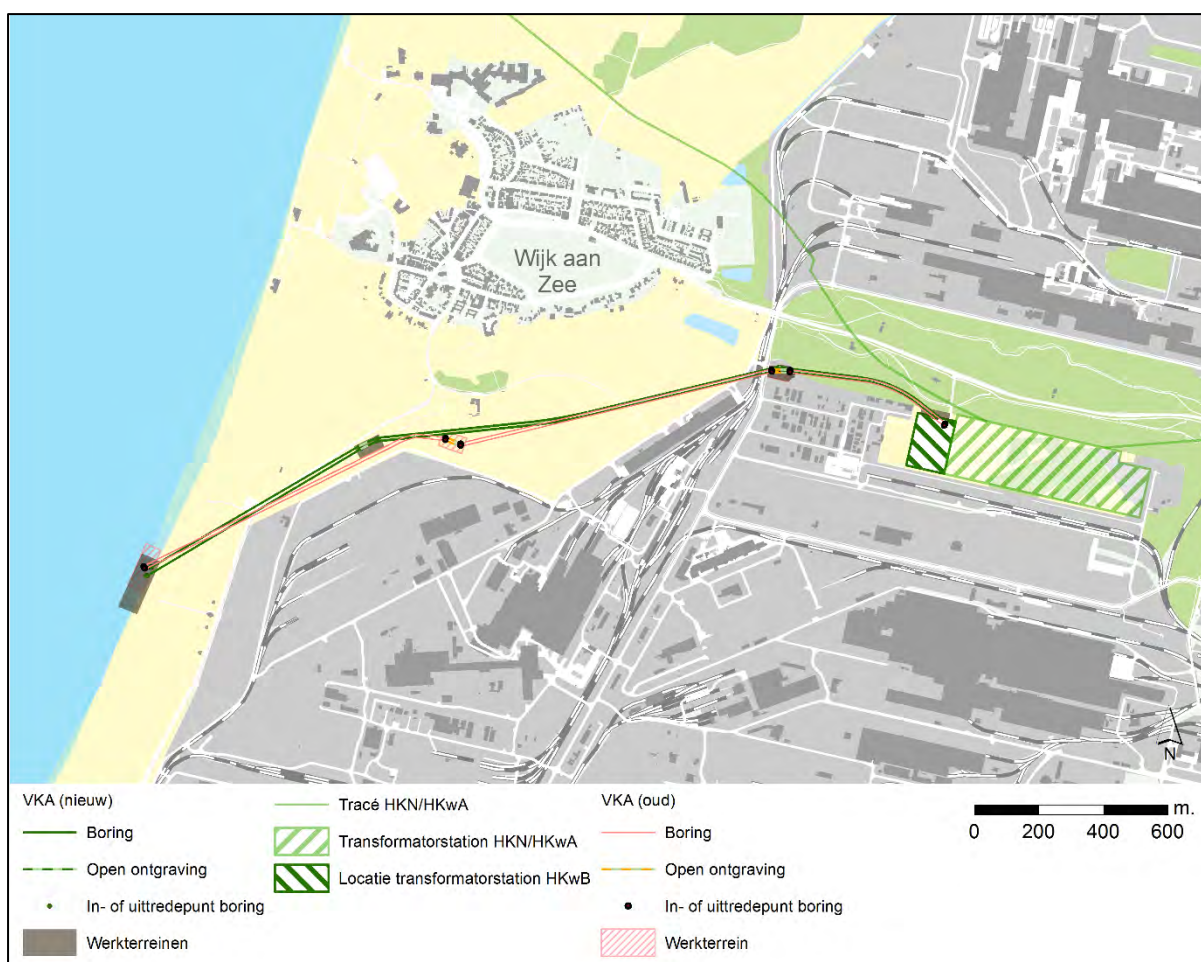 Wijk aan
Zee
N
VKA (nieuw)
Boring
Open ontgraving
In- of uittredepunt boring
Werkterreinen
Tracé HKN/HKwA
Transformatorstation HKN/HKwA
Locatie transformatorstation HKwB
VKA (oud)
Boring
Open ontgraving
In- of uittredepunt boring
Werkterrein
m.
0 200 400 600